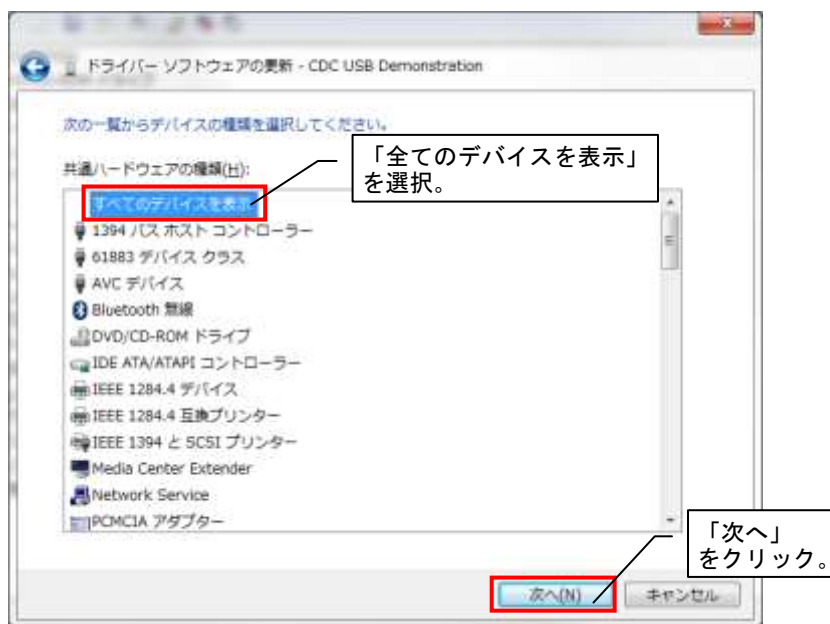 ドライバー ソフトウェアの更新 - CDC USB Demonstration
次の一覧からデバイスの種類を選択してください。
共通ハードウェアの種類(H):
「全てのデバイスを表示」
を選択。
すべてのデバイスを表示
1394 バス ホスト コントローラー
61883 デバイス クラス
AVC デバイス
Bluetooth 無線
DVD/CD-ROM ドライブ
IDE ATA/ATAPI コントローラー
IEEE 1284.4 デバイス
IEEE 1284.4 互換プリンター
IEEE 1394 と SCSI プリンター
Media Center Extender
Network Service
PCMCIA アダプター
「次へ」
をクリック。
次へ(N)
キャンセル